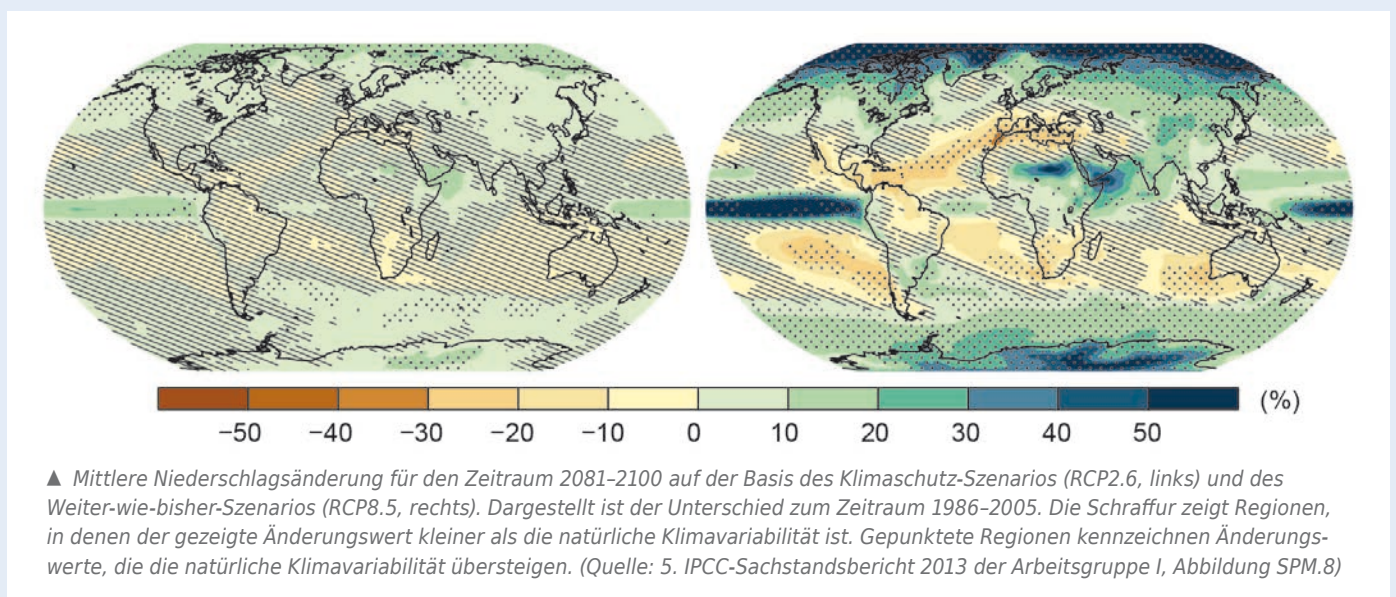 (%)
−50 −40 −30 −20 −10 0 10 20 30 40 50
▲ Mittlere Niederschlagsänderung für den Zeitraum 2081–2100 auf der Basis des Klimaschutz-Szenarios (RCP2.6, links) und des
Weiter-wie-bisher-Szenarios (RCP8.5, rechts). Dargestellt ist der Unterschied zum Zeitraum 1986–2005. Die Schraffur zeigt Regionen,
in denen der gezeigte Änderungswert kleiner als die natürliche Klimavariabilität ist. Gepunktete Regionen kennzeichnen Änderungs-
werte, die die natürliche Klimavariabilität übersteigen. (Quelle: 5. IPCC-Sachstandsbericht 2013 der Arbeitsgruppe I, Abbildung SPM.8)